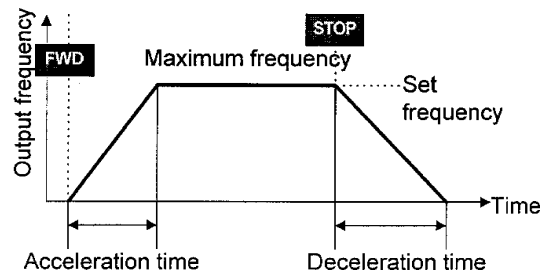 STOP
FWD
Maximum frequency
Output frequency
Set
frequency
Time
Acceleration time
Deceleration time